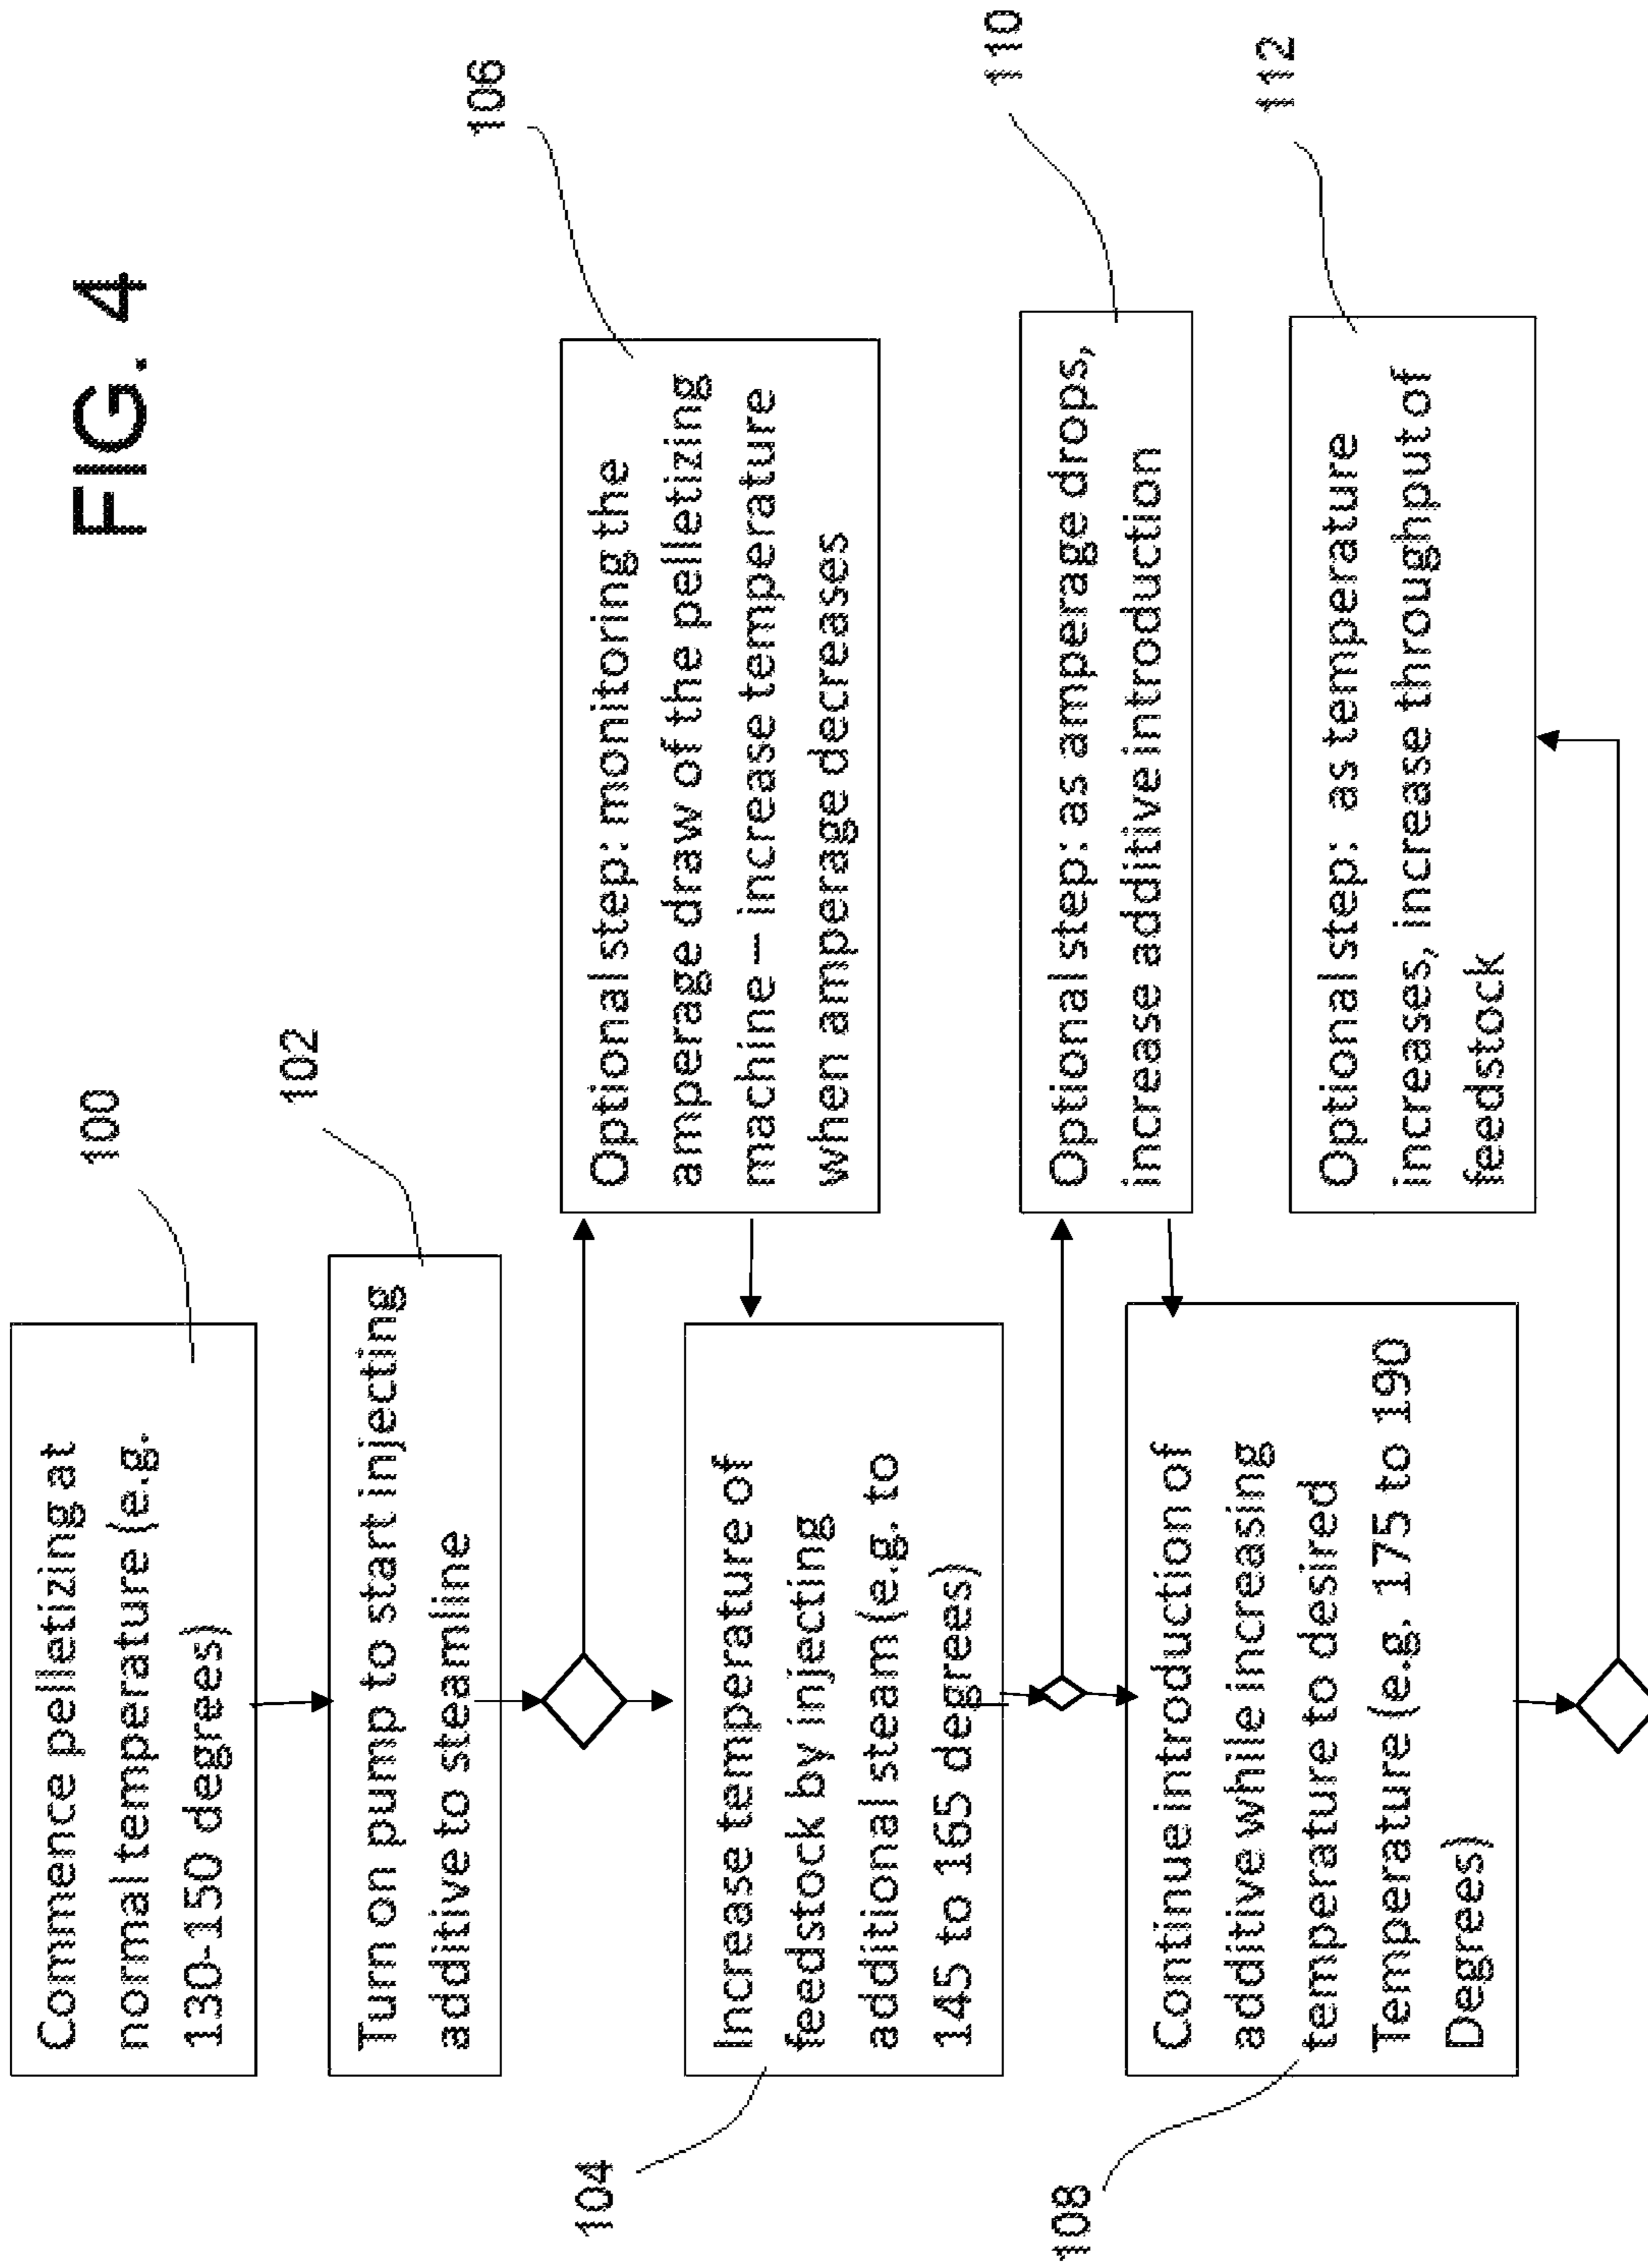 FIG. 4
100
Commence pelletizing at
normal temperature (e.g.
130-150 degrees)
102
Turn on pump to start injecting
additive to steamline
106
Optional step: monitoring the
amperage draw of the pelletizing
machine – increase temperature
when amperage decreases
104
Increase temperature of
feedstock by injecting
additional steam (e.g. to
145 to 165 degrees)
110
Optional step: as amperage drops,
increase additive introduction
108
Continue introduction of
additive while increasing
temperature to desired
Temperature (e.g. 175 to 190
Degrees)
112
Optional step: as temperature
increases, increase throughput of
feedstock